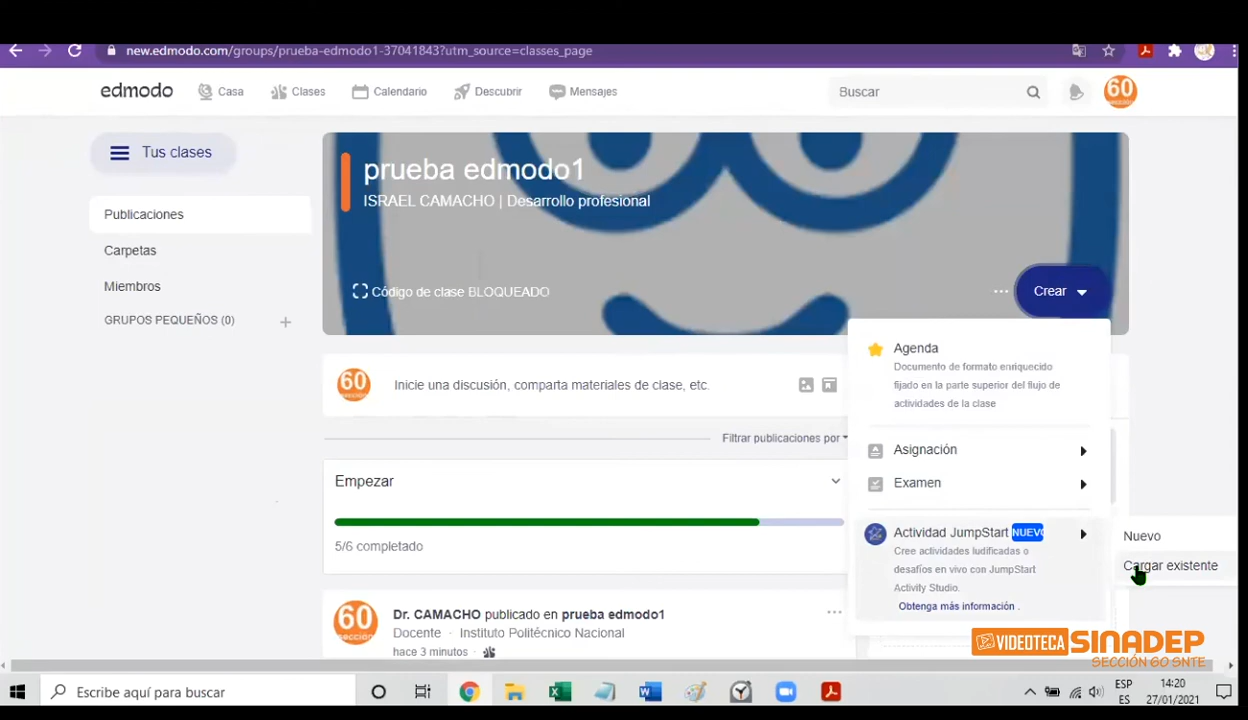 new.edmodo.com/groups/prueba-edmodo1-37041843?utm_source=classes_page
edmodo
Casa
Clases
Calendario
Descubrir
Mensajes
Buscar
60
sección
Tus clases
Publicaciones
Carpetas
Miembros
GRUPOS PEQUEÑOS (0)
prueba edmodo1
ISRAEL CAMACHO | Desarrollo profesional
Código de clase BLOQUEADO
Crear
60
sección
Inicie una discusión, comparta materiales de clase, etc.
Filtrar publicaciones por
Empezar
5/6 completado
60
sección
Dr. CAMACHO publicado en prueba edmodo1
Docente · Instituto Politécnico Nacional
hace 3 minutos
Agenda
Documento de formato enriquecido
fijado en la parte superior del flujo de
actividades de la clase
Asignación
Examen
Actividad JumpStart NUEVO
Cree actividades ludificadas o
desafíos en vivo con JumpStart
Activity Studio.
Obtenga más información .
Nuevo
Cargar existente
VIDEOTECA SINADEP
SECCIÓN 60 SNTE
Escribe aquí para buscar
ESP
ES
14:20
27/01/2021